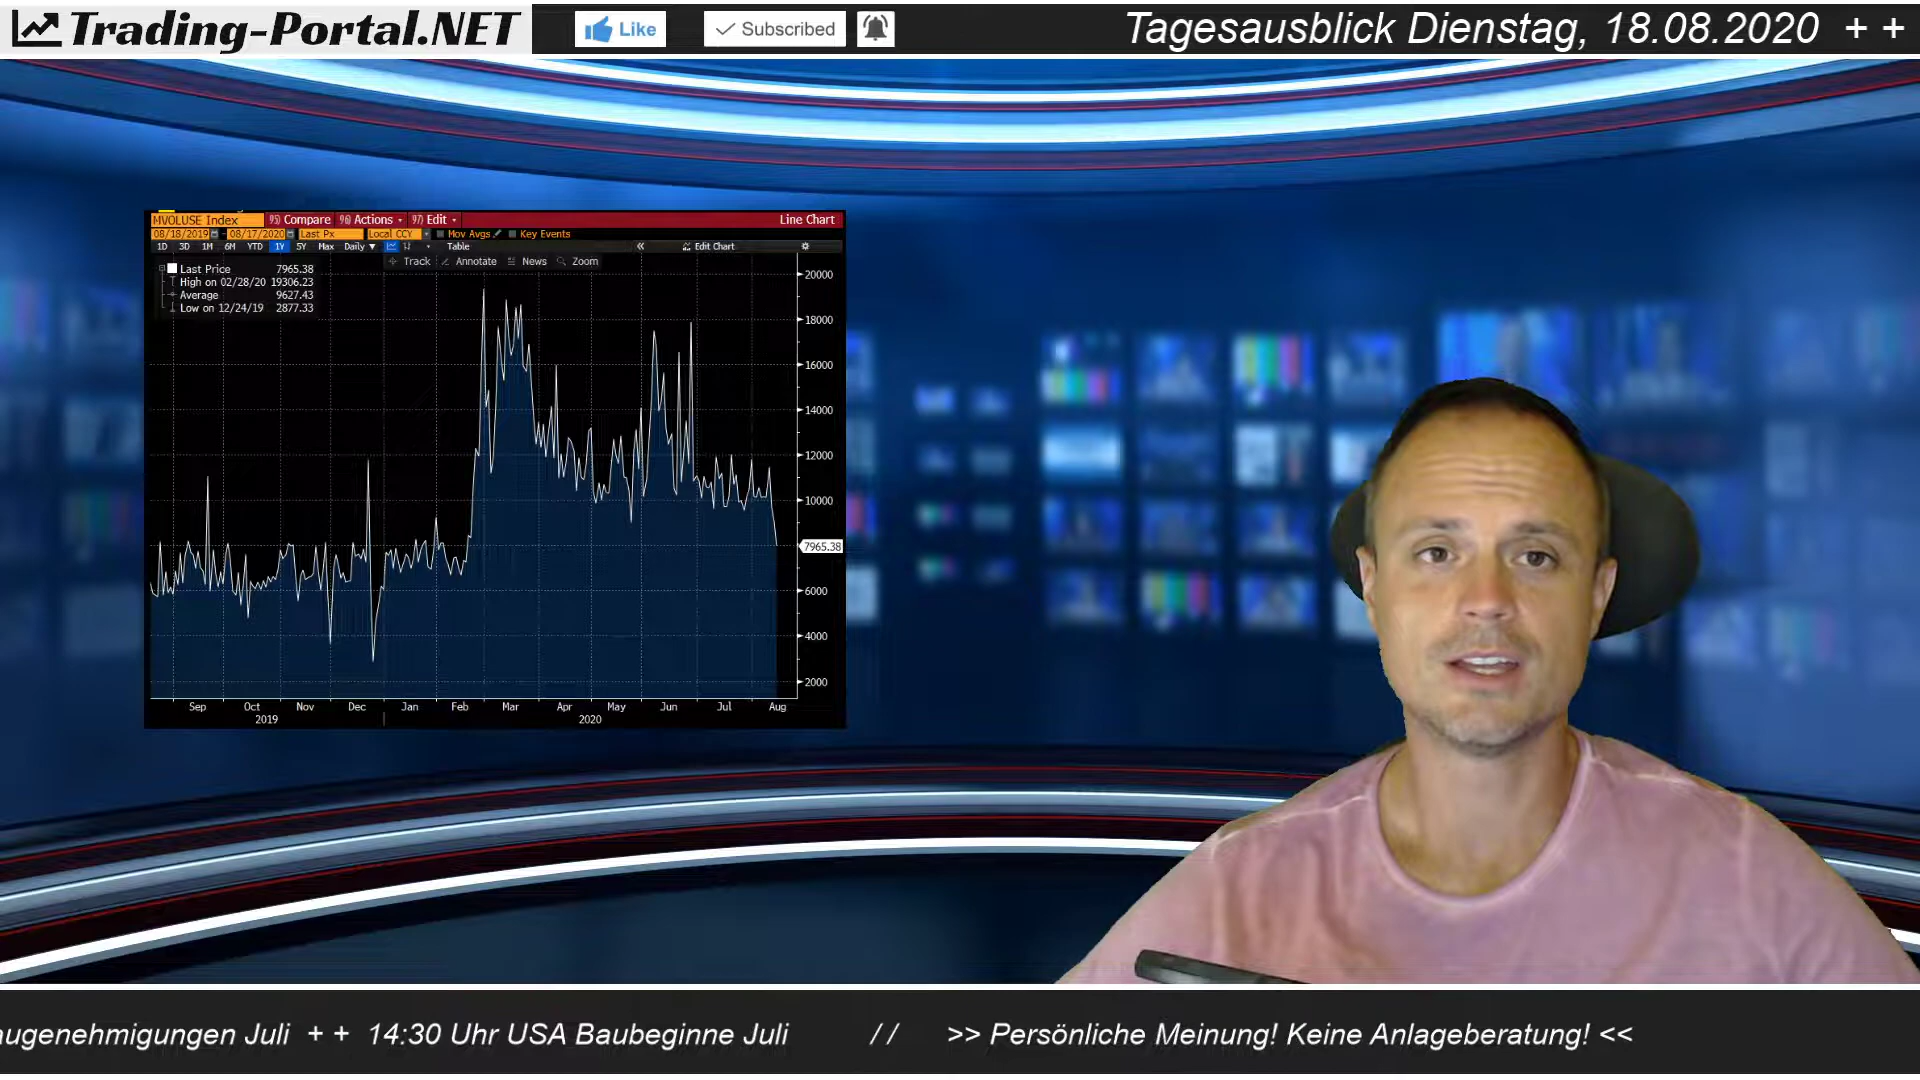 Trading-Portal.NET
Like
Subscribed
Tagesausblick Dienstag, 18.08.2020 + +
MVOLUSE Index
95) Compare
96) Actions
97) Edit
Line Chart
08/18/2019 - 08/17/2020
Last Px
Local CCY
Mov Avgs
Key Events
1D 3D 1M 6M YTD 1Y 5Y Max Daily ▼
Table
«
Edit Chart
Track
Annotate
News
Zoom
Last Price 7965.38
High on 02/28/20 19306.23
Average 9627.43
Low on 12/24/19 2877.33
20000
18000
16000
14000
12000
10000
7965.38
6000
4000
2000
Sep Oct Nov Dec Jan Feb Mar Apr May Jun Jul Aug
2019 2020
augenehmigungen Juli + + 14:30 Uhr USA Baubeginne Juli // >> Persönliche Meinung! Keine Anlageberatung! <<